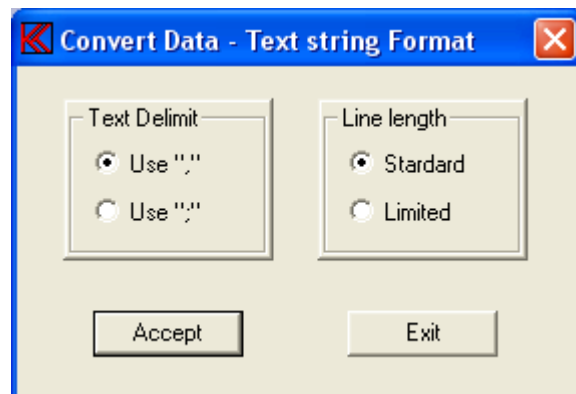 Convert Data - Text string Format
Text Delimit
Use ","
Use ";"
Line length
Stardard
Limited
Accept
Exit